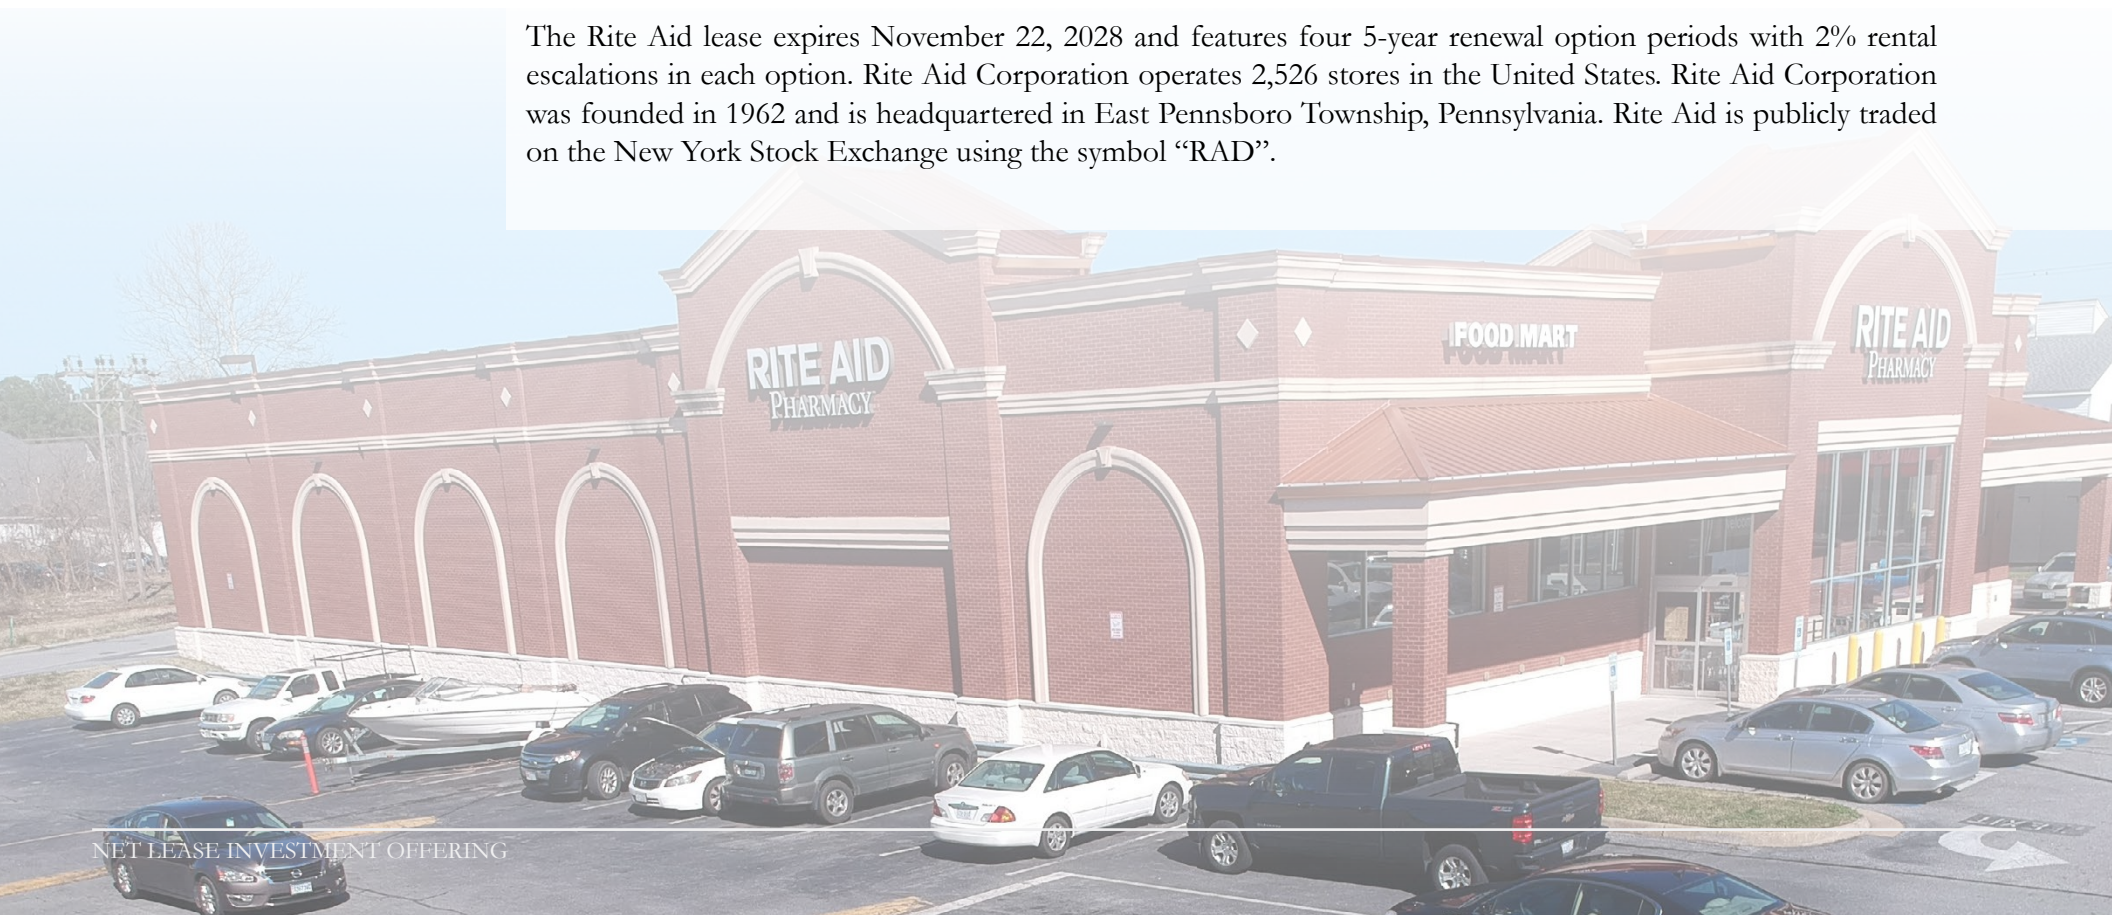 The Rite Aid lease expires November 22, 2028 and features four 5-year renewal option periods with 2% rental
escalations in each option. Rite Aid Corporation operates 2,526 stores in the United States. Rite Aid Corporation
was founded in 1962 and is headquartered in East Pennsboro Township, Pennsylvania. Rite Aid is publicly traded
on the New York Stock Exchange using the symbol “RAD”.
FOOD MART
RITE AID
PHARMACY
RITE AID
PHARMACY
NET LEASE INVESTMENT OFFERING